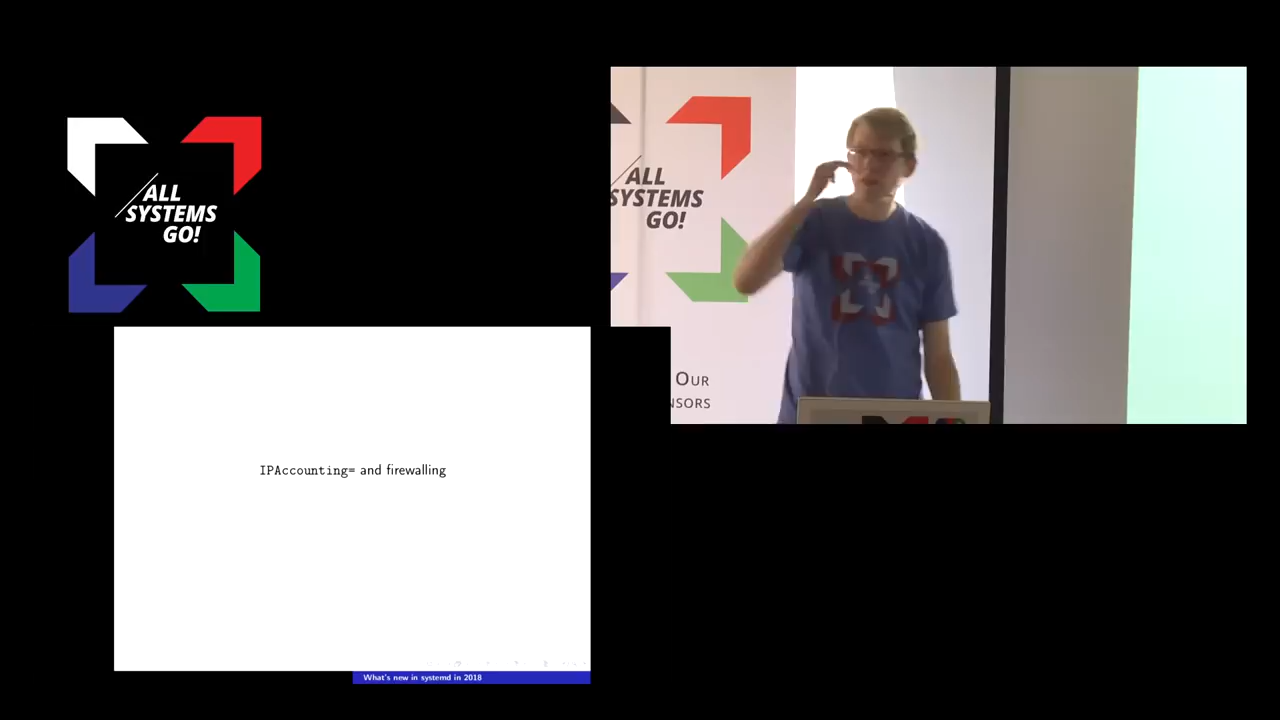 /ALL
SYSTEMS
GO!
/ALL
SYSTEMS
GO!
OUR
NSORS
IPAccounting= and firewalling
What's new in systemd in 2018